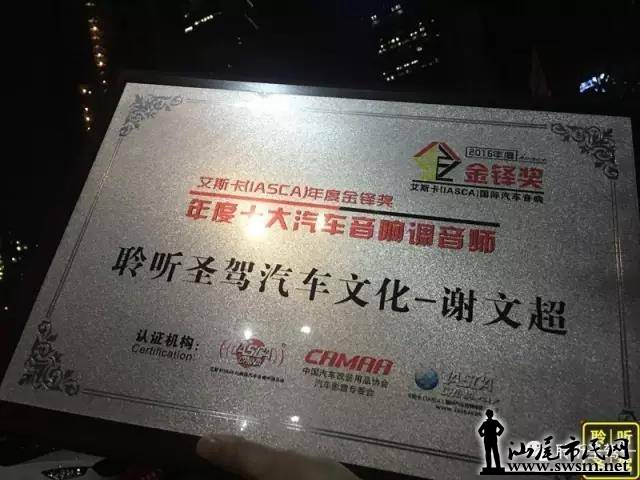 2016年度
金铎奖
艾斯卡(IASCA)国际汽车音响
艾斯卡(IASCA)年度金铎奖
年度十大汽车音响调音师
聆听圣驾汽车文化-谢文超
认证机构:
Certification:
IASCA
CAMAA
中国汽车改装用品协会
汽车影音专委会
IASCA
聆听
汕尾市民网
www.swsm.net